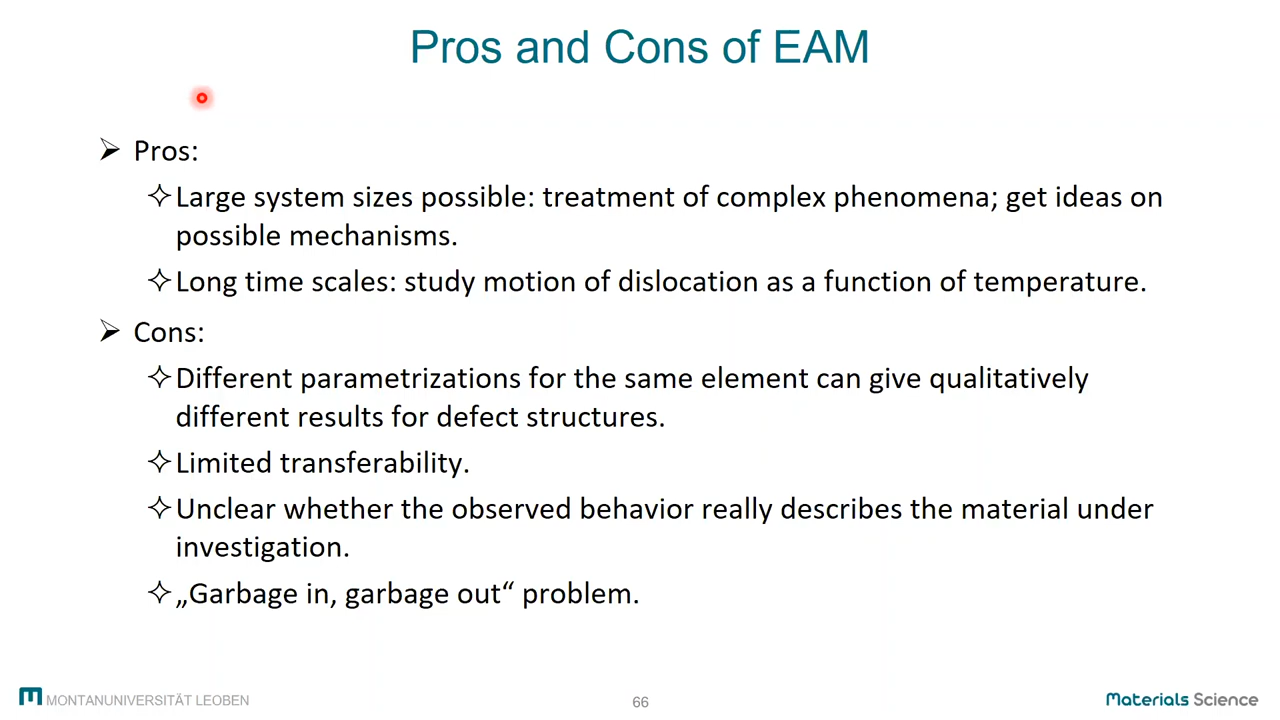 Pros and Cons of EAM
➢ Pros:
✧Large system sizes possible: treatment of complex phenomena; get ideas on
possible mechanisms.
✧Long time scales: study motion of dislocation as a function of temperature.
➢ Cons:
✧Different parametrizations for the same element can give qualitatively
different results for defect structures.
✧Limited transferability.
✧Unclear whether the observed behavior really describes the material under
investigation.
✧„Garbage in, garbage out“ problem.
MONTANUNIVERSITÄT LEOBEN
66
Materials Science